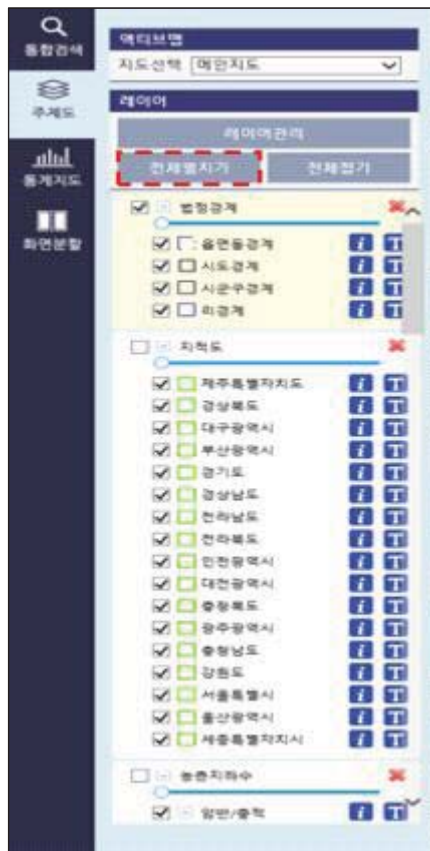 통합검색
주제도
통계지도
화면분할
액티브맵
지도선택 메인지도
레이어
레이어관리
전체펼치기 전체접기
법정경계
읍면동경계
시도경계
시군구경계
리경계
지적도
제주특별자치도
경상북도
대구광역시
부산광역시
경기도
경상남도
전라남도
전라북도
인천광역시
대전광역시
충청북도
광주광역시
충청남도
강원도
서울특별시
울산광역시
세종특별자치시
농촌지하수
암반/충적